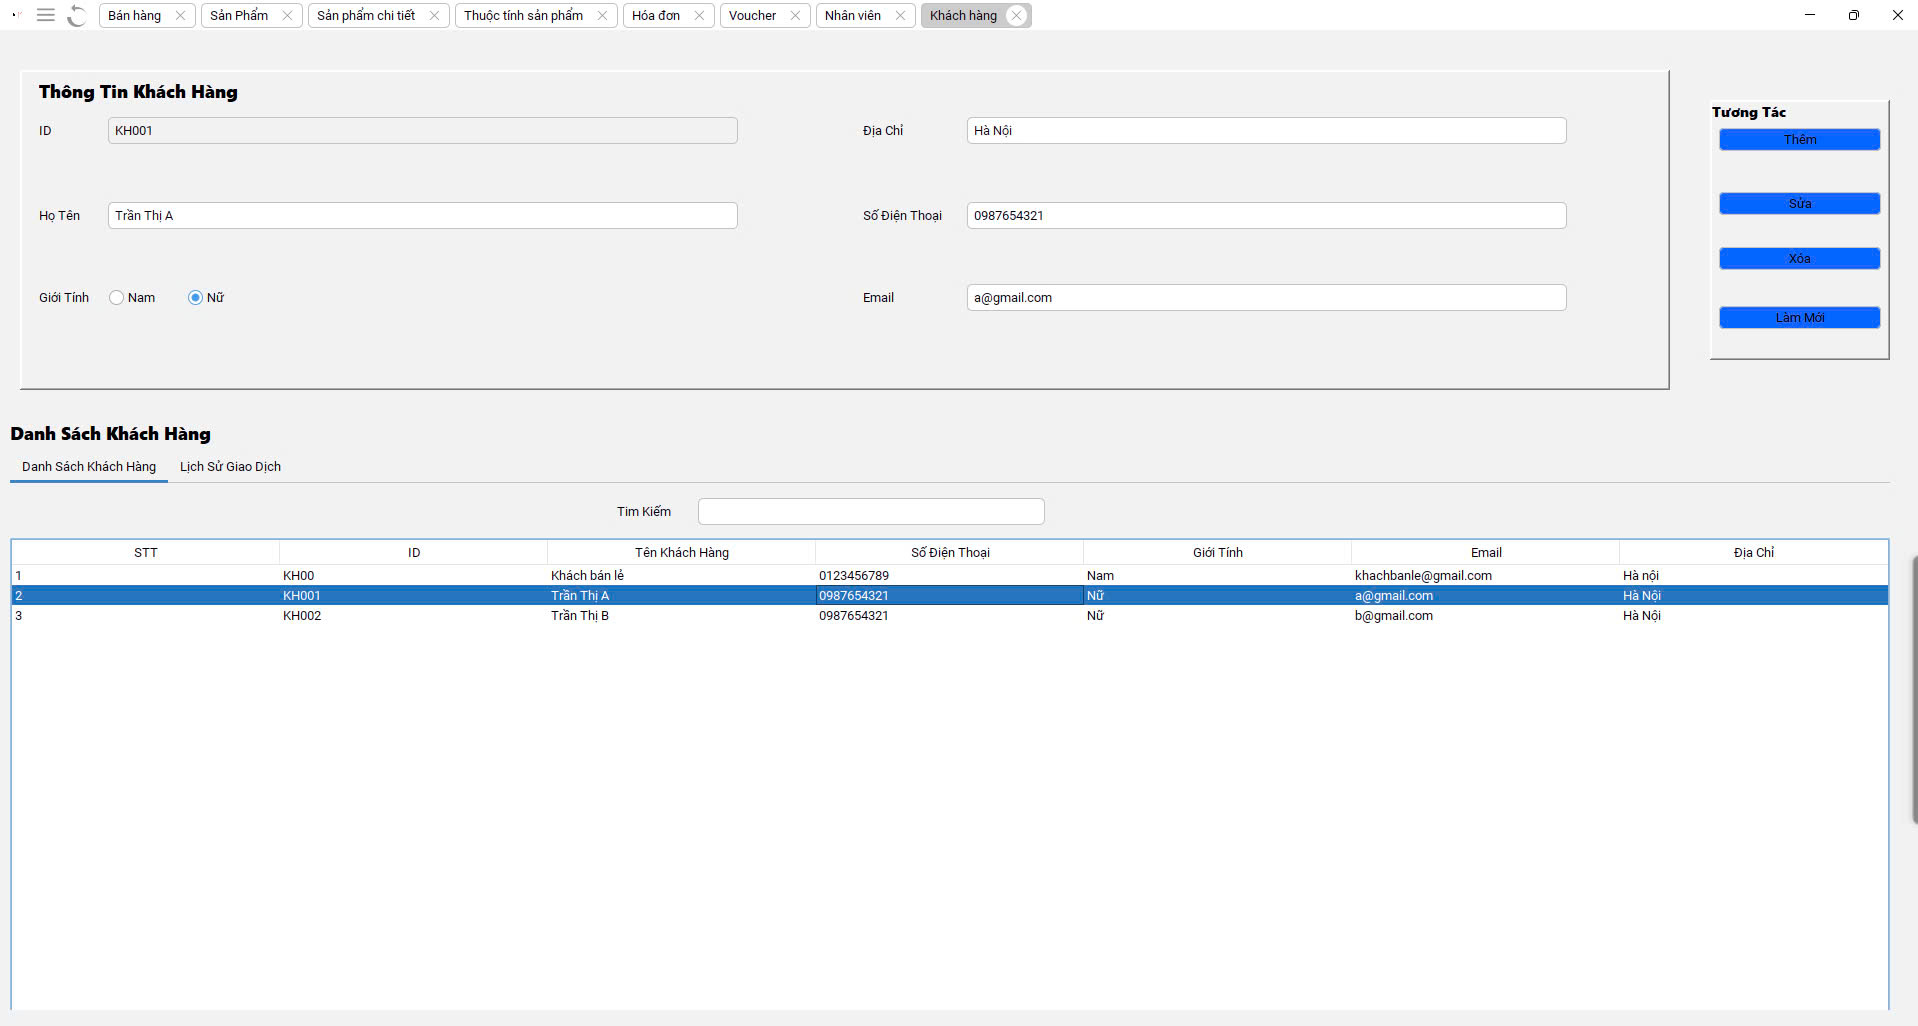 Bán hàng Sản Phẩm Sản phẩm chi tiết Thuộc tính sản phẩm Hóa đơn Voucher Nhân viên Khách hàng
Thông Tin Khách Hàng
ID KH001 Địa Chỉ Hà Nội
Họ Tên Trần Thị A Số Điện Thoại 0987654321
Giới Tính Nam Nữ Email a@gmail.com
Tương Tác
Thêm
Sửa
Xóa
Làm Mới
Danh Sách Khách Hàng
Danh Sách Khách Hàng Lịch Sử Giao Dịch
Tim Kiếm
STT ID Tên Khách Hàng Số Điện Thoại Giới Tính Email Địa Chỉ
1 KH00 Khách bán lẻ 0123456789 Nam khachbanle@gmail.com Hà nội
2 KH001 Trần Thị A 0987654321 Nữ a@gmail.com Hà Nội
3 KH002 Trần Thị B 0987654321 Nữ b@gmail.com Hà Nội